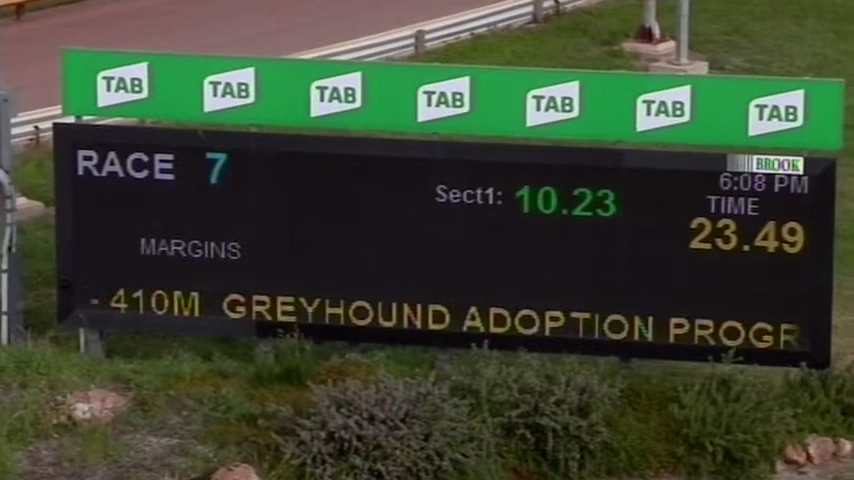 TAB TAB TAB TAB TAB TAB TAB
BROOK
RACE 7
6:08 PM
Sect1: 10.23
TIME
23.49
MARGINS
- 410M GREYHOUND ADOPTION PROGR